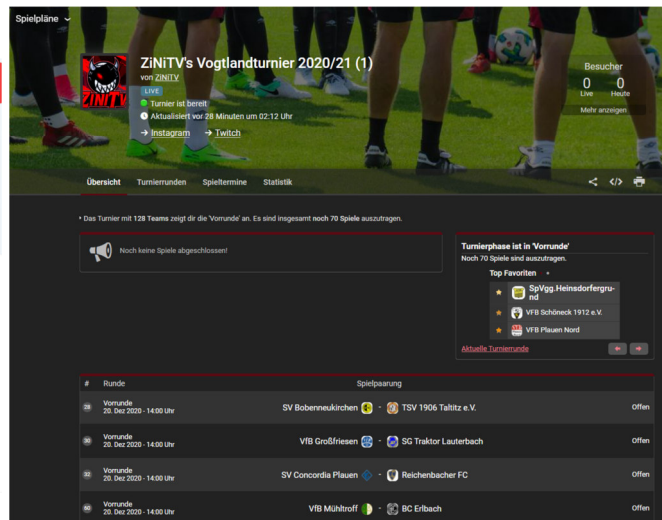 Spielpläne
ZiNiTV's Vogtlandturnier 2020/21 (1)
von ZINITV
LIVE
Turnier ist bereit
Aktualisiert vor 28 Minuten um 02:12 Uhr
→ Instagram → Twitch
ZINITV
Besucher
0 0
Live Heute
Mehr anzeigen
Übersicht Turnierrunden Spieltermine Statistik
Das Turnier mit 128 Teams zeigt dir die 'Vorrunde' an. Es sind insgesamt noch 70 Spiele auszutragen.
Noch keine Spiele abgeschlossen!
Turnierphase ist in 'Vorrunde'
Noch 70 Spiele sind auszutragen.
Top Favoriten
SpVgg.Heinsdorfergru-
nd
VFB Schöneck 1912 e.V.
VFB Plauen Nord
Aktuelle Turnierrunde
# Runde Spielpaarung
28 Vorrunde
20. Dez 2020 - 14:00 Uhr
SV Bobenneukirchen - TSV 1906 Taltitz e.V. Offen
30 Vorrunde
20. Dez 2020 - 14:00 Uhr
VfB Großfriesen - SG Traktor Lauterbach Offen
32 Vorrunde
20. Dez 2020 - 14:00 Uhr
SV Concordia Plauen - Reichenbacher FC Offen
60 Vorrunde
20. Dez 2020 - 14:00 Uhr
VfB Mühltroff - BC Erlbach Offen